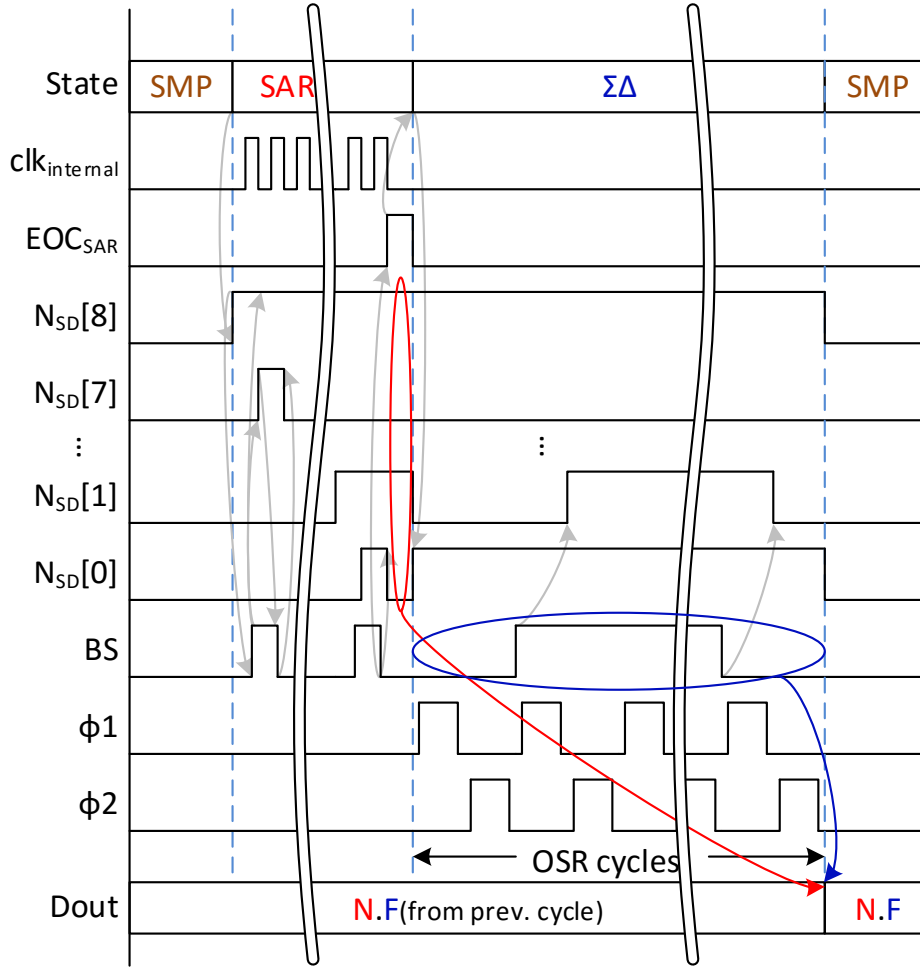 State SMP SAR ΣΔ SMP
clkinternal
EOCSAR
NSD[8]
NSD[7]
⋮ ⋮
NSD[1]
NSD[0]
BS
ϕ1
ϕ2
OSR cycles
Dout N.F(from prev. cycle) N.F